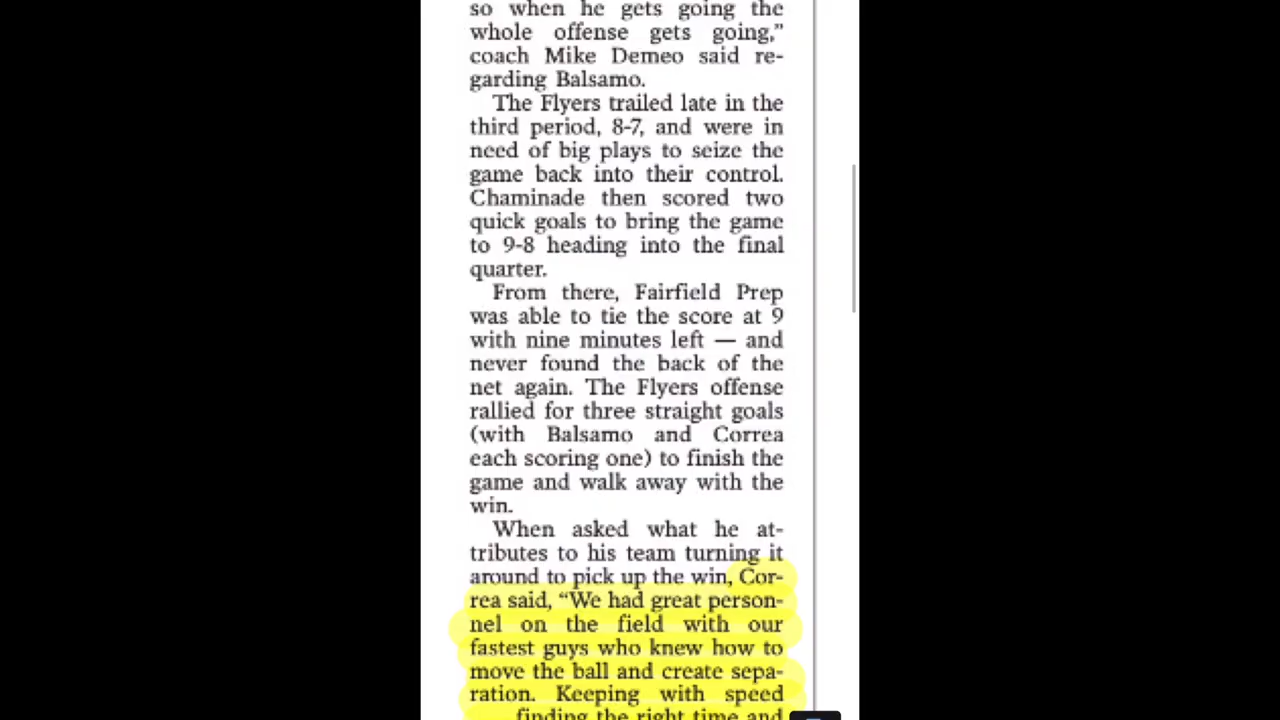 so when he gets going the
whole offense gets going,”
coach Mike Demeo said re-
garding Balsamo.
The Flyers trailed late in the
third period, 8-7, and were in
need of big plays to seize the
game back into their control.
Chaminade then scored two
quick goals to bring the game
to 9-8 heading into the final
quarter.
From there, Fairfield Prep
was able to tie the score at 9
with nine minutes left — and
never found the back of the
net again. The Flyers offense
rallied for three straight goals
(with Balsamo and Correa
each scoring one) to finish the
game and walk away with the
win.
When asked what he at-
tributes to his team turning it
around to pick up the win, Cor-
rea said, “We had great person-
nel on the field with our
fastest guys who knew how to
move the ball and create sepa-
ration. Keeping with speed
finding the right time and